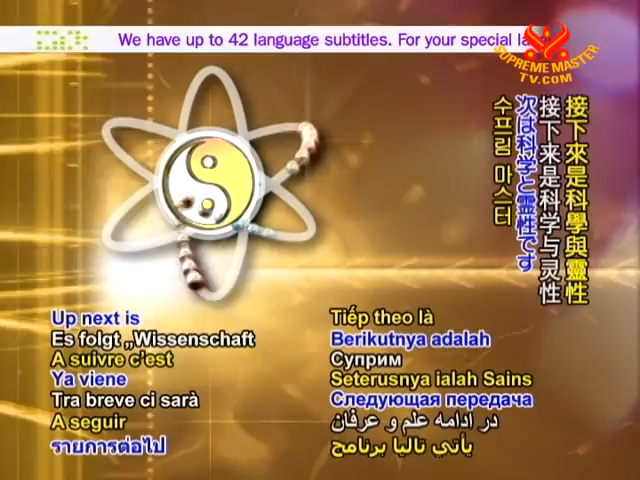 We have up to 42 language subtitles. For your special la
SUPREME MASTER
TV.COM
接下來是科學與靈性
接下来是科学与灵性
次は科学と霊性です
수프림 마스터
Up next is
Es folgt „Wissenschaft
A suivre c'est
Ya viene
Tra breve ci sarà
A seguir
รายการต่อไป
Tiếp theo là
Berikutnya adalah
Суприм
Seterusnya ialah Sains
Следующая передача
در ادامه علم و عرفان
يأتي تاليا برنامج